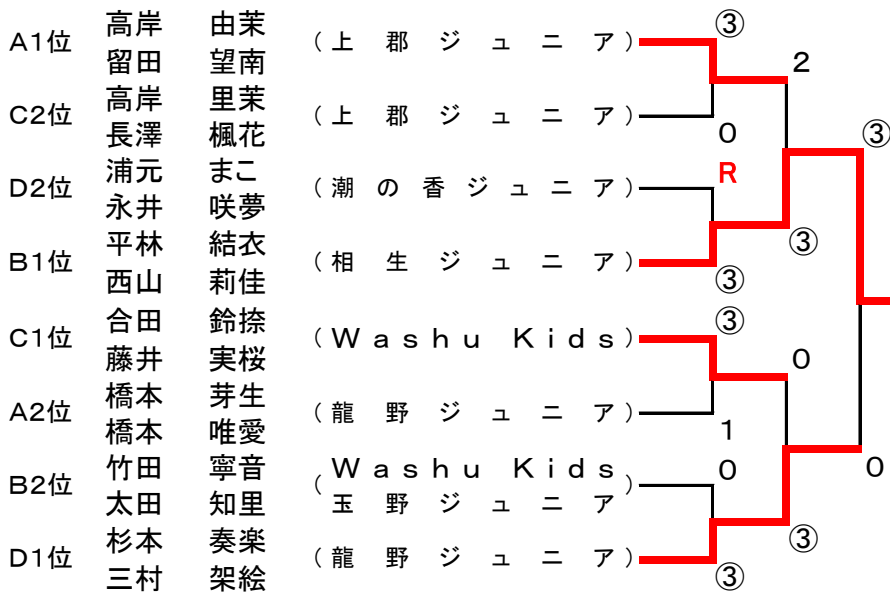 A1位 高岸 由茉 (上郡ジュニア) ③
留田 望南
2
C2位 高岸 里茉 (上郡ジュニア) 0
長澤 楓花
③
D2位 浦元 まこ (潮の香ジュニア) R
永井 咲夢
③
B1位 平林 結衣 (相生ジュニア) ③
西山 莉佳
C1位 合田 鈴捺 (Washu Kids) ③
藤井 実桜
0
A2位 橋本 芽生 (龍野ジュニア) 1
橋本 唯愛
0
B2位 竹田 寧音 (Washu Kids 0
太田 知里 玉野ジュニア)
③
D1位 杉本 奏楽 (龍野ジュニア) ③
三村 架絵